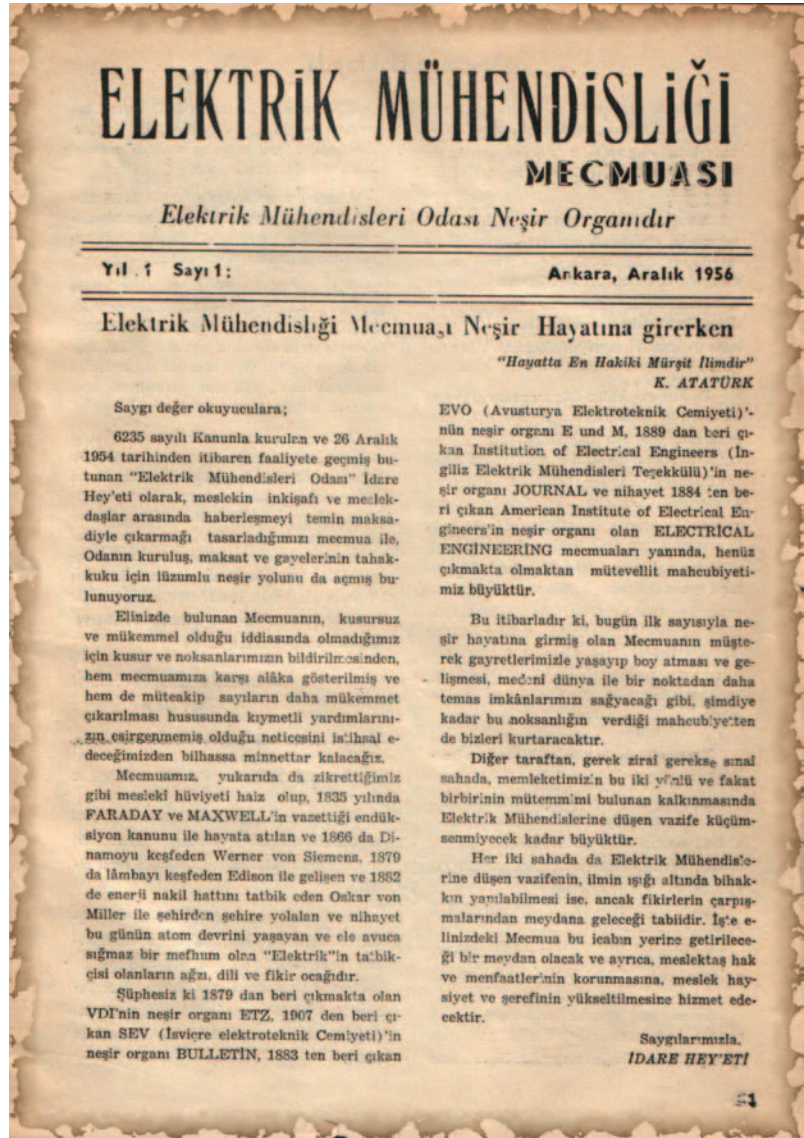 ELEKTRİK MÜHENDİSLİĞİ
MECMUASI
Elektrik Mühendisleri Odası Neşir Organıdır
Yıl 1 Sayı 1:
Ankara, Aralık 1956
Elektrik Mühendisliği Mecmuası Neşir Hayatına girerken
"Hayatta En Hakiki Mürşit İlimdir"
K. ATATÜRK
Saygı değer okuyuculara;
6235 sayılı Kanunla kurulan ve 26 Aralık
1954 tarihinden itibaren faaliyete geçmiş bu-
tunan "Elektrik Mühendisleri Odası" İdare
Hey'eti olarak, meslekin inkişafı ve meslek-
daşlar arasında haberleşmeyi temin maksa-
diyle çıkarmağı tasarladığımızı mecmua ile,
Odanın kuruluş, maksat ve gayelerinin tahak-
kuku için lüzumlu neşir yolunu da açmış bu-
lunuyoruz.
Elinizde bulunan Mecmuanın, kusursuz
ve mükemmel olduğu iddiasında olmadığımız
için kusur ve noksanlarımızın bildirilmesinden,
hem mecmuamıza karşı alâka gösterilmiş ve
hem de müteakip sayıların daha mükemmet
çıkarılması hususunda kıymetli yardımlarını-
zın esirgenmemiş olduğu neticesini istihsal e-
deceğimizden bilhassa minnettar kalacağız.
Mecmuamız, yukarıda da zikrettiğimiz
gibi meslekî hüviyeti haiz olup, 1835 yılında
FARADAY ve MAXWELL'in vazettiği endük-
siyon kanunu ile hayata atılan ve 1866 da Di-
namoyu keşfeden Werner von Siemens, 1879
da lâmbayı keşfeden Edison ile gelişen ve 1882
de enerji nakil hattını tatbik eden Oskar von
Miller ile şehirden şehire yolalan ve nihayet
bu günün atom devrini yaşayan ve ele avuca
sığmaz bir mefhum olan "Elektrik"in tatbik-
çisi olanların ağzı, dili ve fikir ocağıdır.
Şüphesiz ki 1879 dan beri çıkmakta olan
VDI'nin neşir organı ETZ, 1907 den beri çı-
kan SEV (İsviçre elektroteknik Cemiyeti)'in
neşir organı BULLETİN, 1883 ten beri çıkan
EVO (Avusturya Elektroteknik Cemiyeti)'-
nün neşir organı E und M, 1889 dan beri çı-
kan Institution of Electrical Engineers (İn-
giliz Elektrik Mühendisleri Teşekkülü)'in ne-
şir organı JOURNAL ve nihayet 1884 ten be-
ri çıkan American Institute of Electrical En-
gineers'in neşir organı olan ELECTRİCAL
ENGİNEERİNG mecmuaları yanında, henüz
çıkmakta olmaktan mütevellit mahcubiyeti-
miz büyüktür.
Bu itibarladır ki, bugün ilk sayısıyla ne-
şir hayatına girmiş olan Mecmuanın müşte-
rek gayretlerimizle yaşayıp boy atması ve ge-
lişmesi, medeni dünya ile bir noktadan daha
temas imkânlarımızı sağyacağı gibi, şimdiye
kadar bu noksanlığın verdiği mahcubiyetten
de bizleri kurtaracaktır.
Diğer taraftan, gerek ziraî gerekse sınaî
sahada, memleketimizin bu iki yönlü ve fakat
birbirinin mütemmimi bulunan kalkınmasında
Elektrik Mühendislerine düşen vazife küçüm-
senmiyecek kadar büyüktür.
Her iki sahada da Elektrik Mühendisle-
rine düşen vazifenin, ilmin ışığı altında bihak-
kın yapılabilmesi ise, ancak fikirlerin çarpış-
malarından meydana geleceği tabiidir. İşte e-
linizdeki Mecmua bu icabın yerine getirilece-
ği bir meydan olacak ve ayrıca, meslektaş hak
ve menfaatlerinin korunmasına, meslek hay-
siyet ve şerefinin yükseltilmesine hizmet ede-
cektir.
Saygılarımızla,
İDARE HEY'ETİ
1